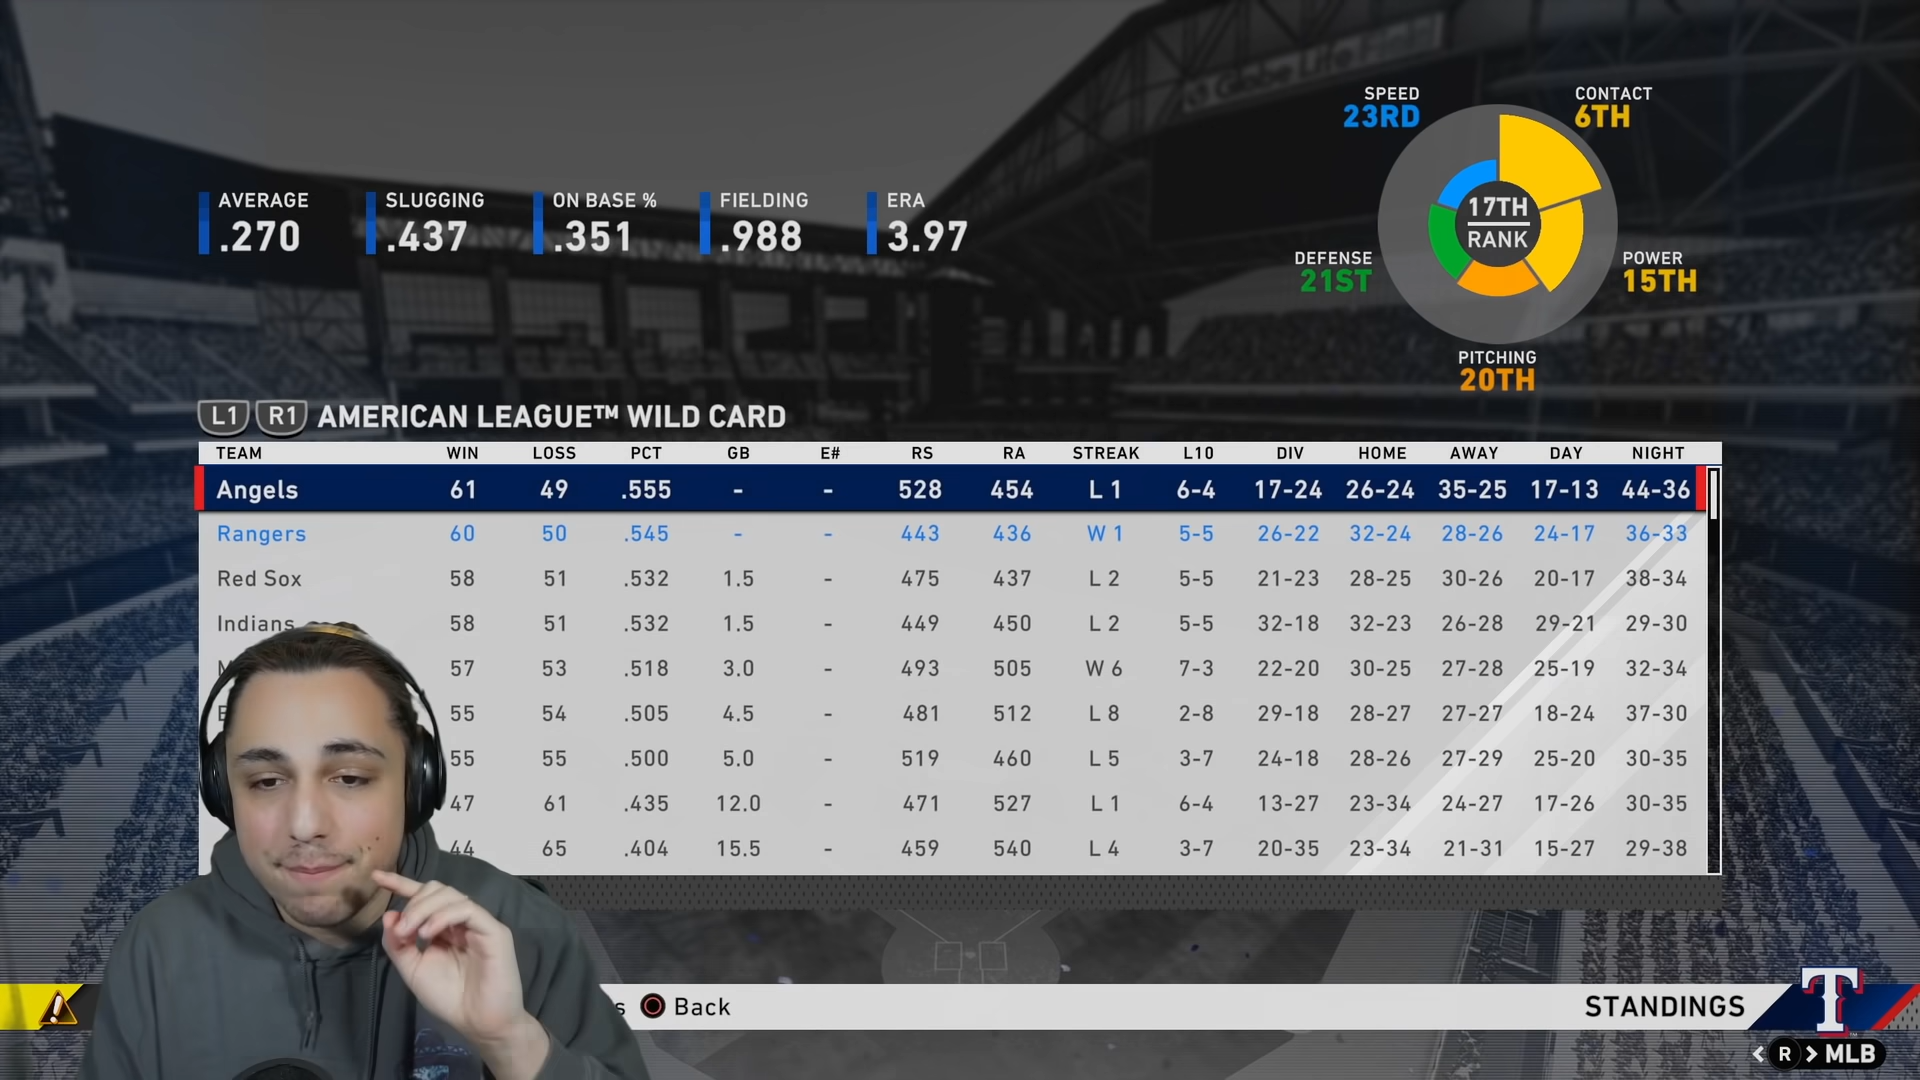 Globe Life Field
SPEED
23RD
CONTACT
6TH
AVERAGE
.270
SLUGGING
.437
ON BASE %
.351
FIELDING
.988
ERA
3.97
17TH
RANK
DEFENSE
21ST
POWER
15TH
PITCHING
20TH
L1 R1 AMERICAN LEAGUE™ WILD CARD
TEAM WIN LOSS PCT GB E# RS RA STREAK L10 DIV HOME AWAY DAY NIGHT
Angels 61 49 .555 - - 528 454 L 1 6-4 17-24 26-24 35-25 17-13 44-36
Rangers 60 50 .545 - - 443 436 W 1 5-5 26-22 32-24 28-26 24-17 36-33
Red Sox 58 51 .532 1.5 - 475 437 L 2 5-5 21-23 28-25 30-26 20-17 38-34
Indians 58 51 .532 1.5 - 449 450 L 2 5-5 32-18 32-23 26-28 29-21 29-30
57 53 .518 3.0 - 493 505 W 6 7-3 22-20 30-25 27-28 25-19 32-34
55 54 .505 4.5 - 481 512 L 8 2-8 29-18 28-27 27-27 18-24 37-30
55 55 .500 5.0 - 519 460 L 5 3-7 24-18 28-26 27-29 25-20 30-35
47 61 .435 12.0 - 471 527 L 1 6-4 13-27 23-34 24-27 17-26 30-35
44 65 .404 15.5 - 459 540 L 4 3-7 20-35 23-34 21-31 15-27 29-38
Back
STANDINGS
T
R MLB